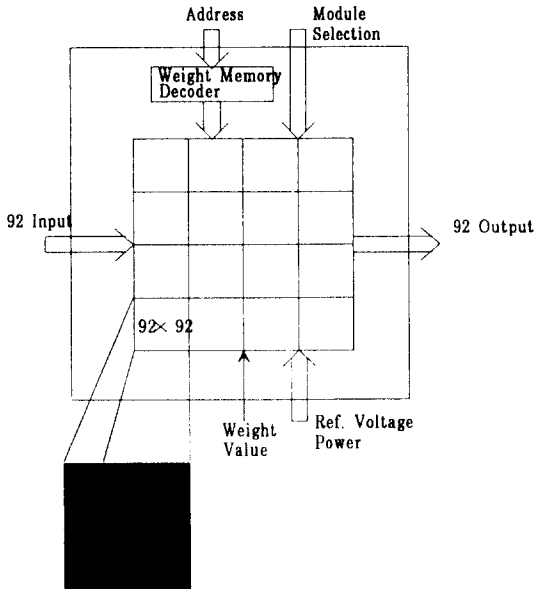 Address
Module
Selection
Weight Memory
Decoder
92 Input
92 Output
92× 92
Weight
Value
Ref. Voltage
Power